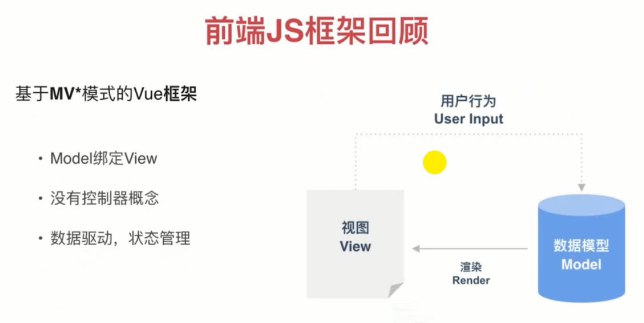 前端JS框架回顾
基于MV*模式的Vue框架
• Model绑定View
• 没有控制器概念
• 数据驱动，状态管理
用户行为
User Input
视图
View
渲染
Render
数据模型
Model